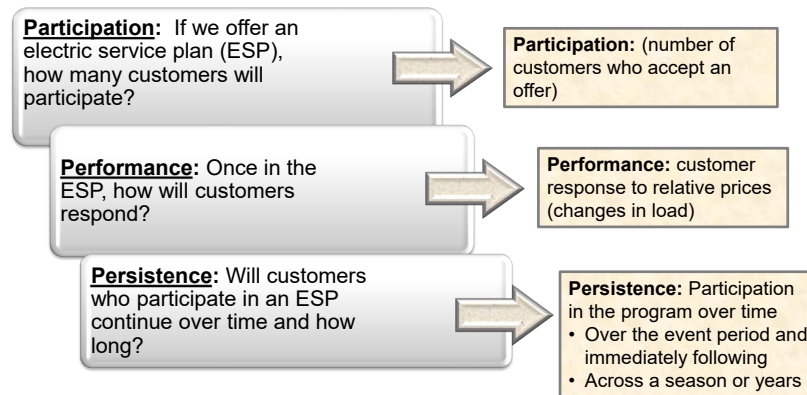 Participation: If we offer an
electric service plan (ESP),
how many customers will
participate?
Participation: (number of
customers who accept an
offer)
Performance: Once in the
ESP, how will customers
respond?
Performance: customer
response to relative prices
(changes in load)
Persistence: Will customers
who participate in an ESP
continue over time and how
long?
Persistence: Participation
in the program over time
• Over the event period and
immediately following
• Across a season or years